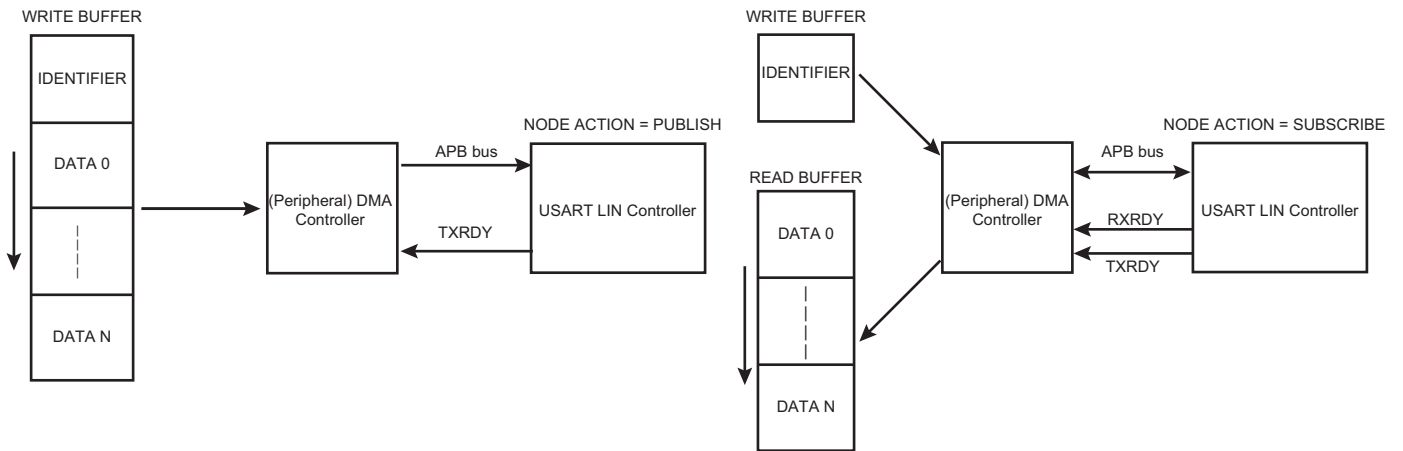 WRITE BUFFER
IDENTIFIER
DATA 0
DATA N
(Peripheral) DMA
Controller
APB bus
TXRDY
NODE ACTION = PUBLISH
USART LIN Controller
WRITE BUFFER
IDENTIFIER
READ BUFFER
DATA 0
DATA N
(Peripheral) DMA
Controller
APB bus
RXRDY
TXRDY
NODE ACTION = SUBSCRIBE
USART LIN Controller